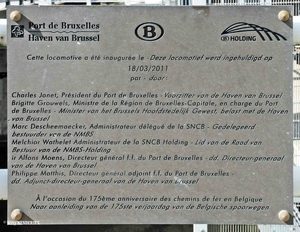 Port de Bruxelles
Haven van Brussel
B
B HOLDING
Cette locomotive a été inaugurée le - Deze locomotief werd ingehuldigd op
18/03/2011
par - door:
Charles Jonet, Président du Port de Bruxelles - Voorzitter van de Haven van Brussel
Brigitte Grouwels, Ministre de la Région de Bruxelles-Capitale, en charge du Port
de Bruxelles - Minister van het Brussels Hoofdstedelijk Gewest, belast met de Haven
van Brussel
Marc Descheemaecker, Administrateur délégué de la SNCB - Gedelegeerd
Bestuurder van de NMBS
Melchior Wathelet Administrateur de la SNCB Holding - Lid van de Raad van
Bestuur van de NMBS-Holding
ir Alfons Moens, Directeur général f.f. du Port de Bruxelles - dd. Directeur-generaal
van de Haven van Brussel
Philippe Matthis, Directeur général adjoint f.f. du Port de Bruxelles -
dd. Adjunct-directeur-generaal van de Haven van Brussel
À l'occasion du 175ème anniversaire des chemins de fer en Belgique
Naar aanleiding van de 175ste verjaardag van de Belgische spoorwegen